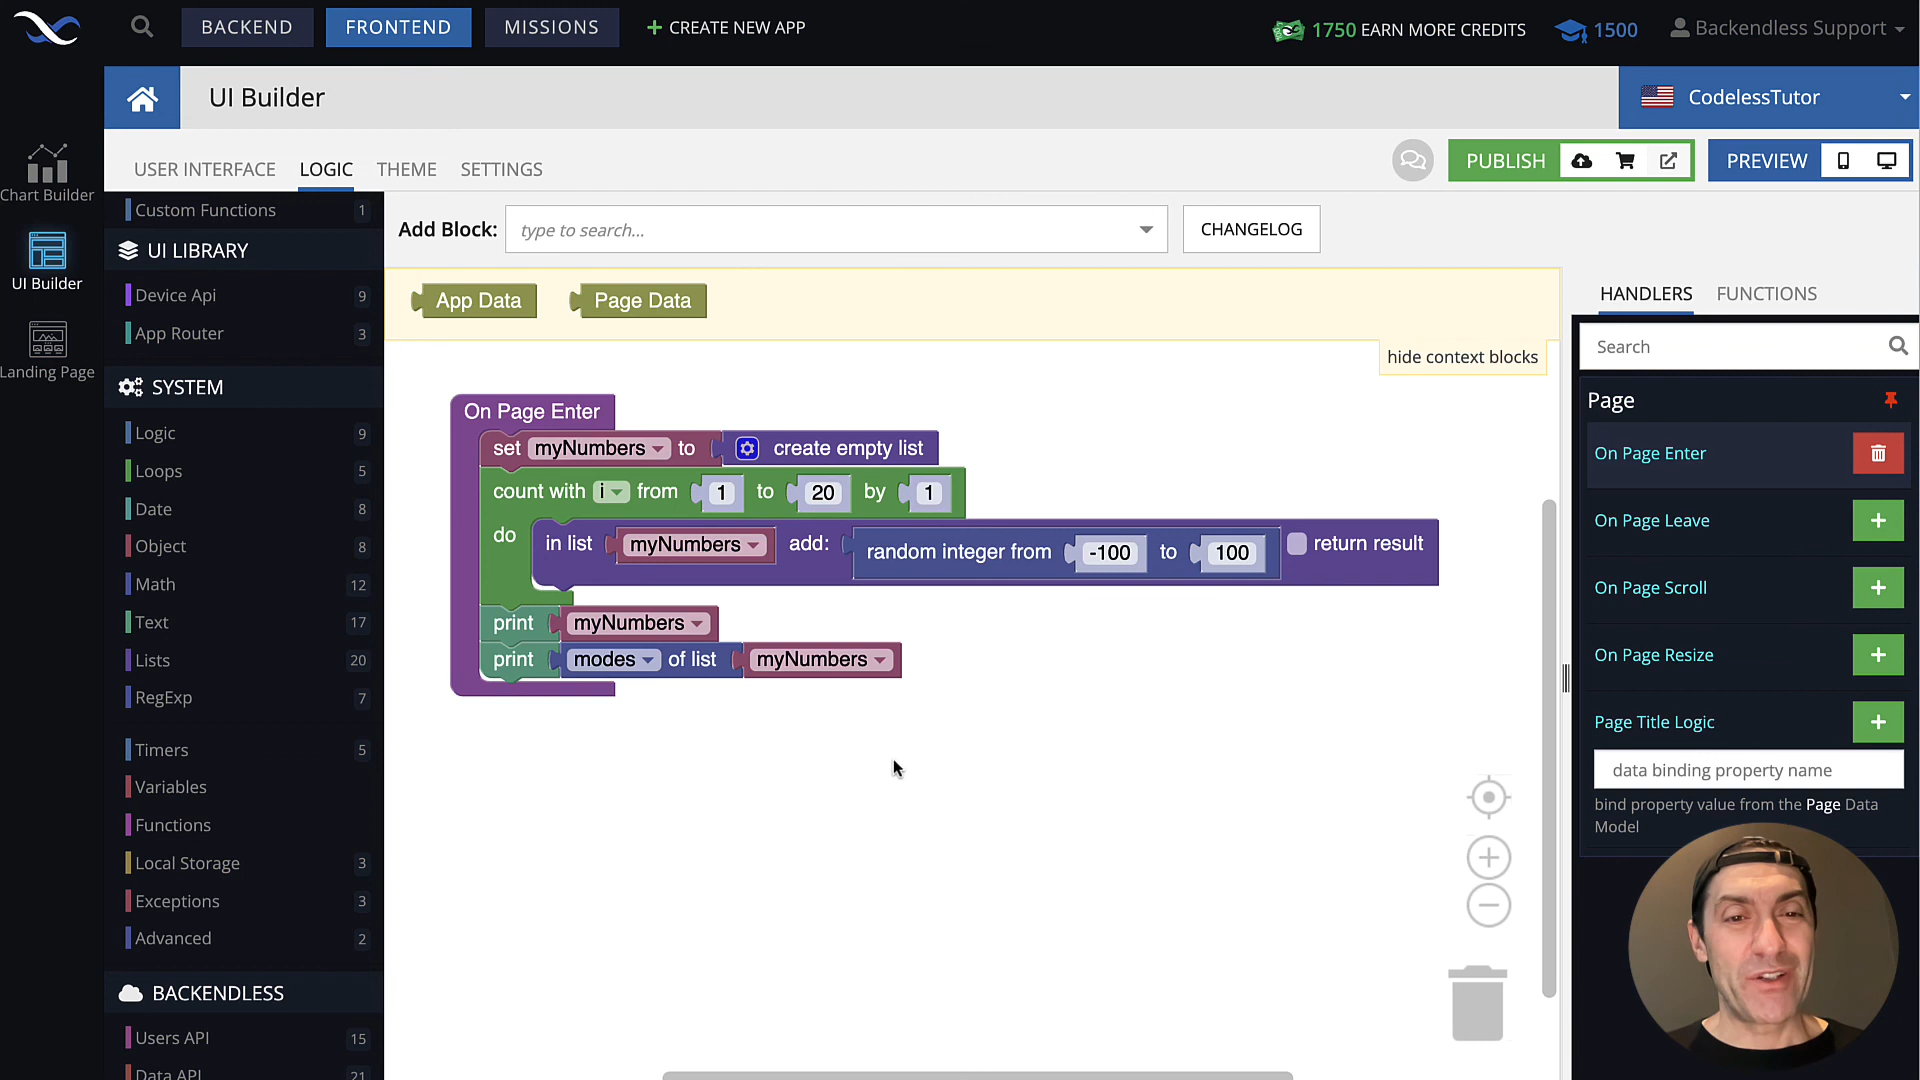 BACKEND
FRONTEND
MISSIONS
+ CREATE NEW APP
1750 EARN MORE CREDITS
1500
Backendless Support
UI Builder
CodelessTutor
USER INTERFACE
LOGIC
THEME
SETTINGS
PUBLISH
PREVIEW
Chart Builder
UI Builder
Landing Page
Custom Functions 1
UI LIBRARY
Device Api 9
App Router 3
SYSTEM
Logic 9
Loops 5
Date 8
Object 8
Math 12
Text 17
Lists 20
RegExp 7
Timers 5
Variables
Functions
Local Storage 3
Exceptions 3
Advanced 2
BACKENDLESS
Users API 15
Data API 21
Add Block: type to search...
CHANGELOG
App Data
Page Data
hide context blocks
On Page Enter
set myNumbers to create empty list
count with i from 1 to 20 by 1
do in list myNumbers add: random integer from -100 to 100 return result
print myNumbers
print modes of list myNumbers
HANDLERS
FUNCTIONS
Search
Page
On Page Enter
On Page Leave
On Page Scroll
On Page Resize
Page Title Logic
data binding property name
bind property value from the Page Data
Model